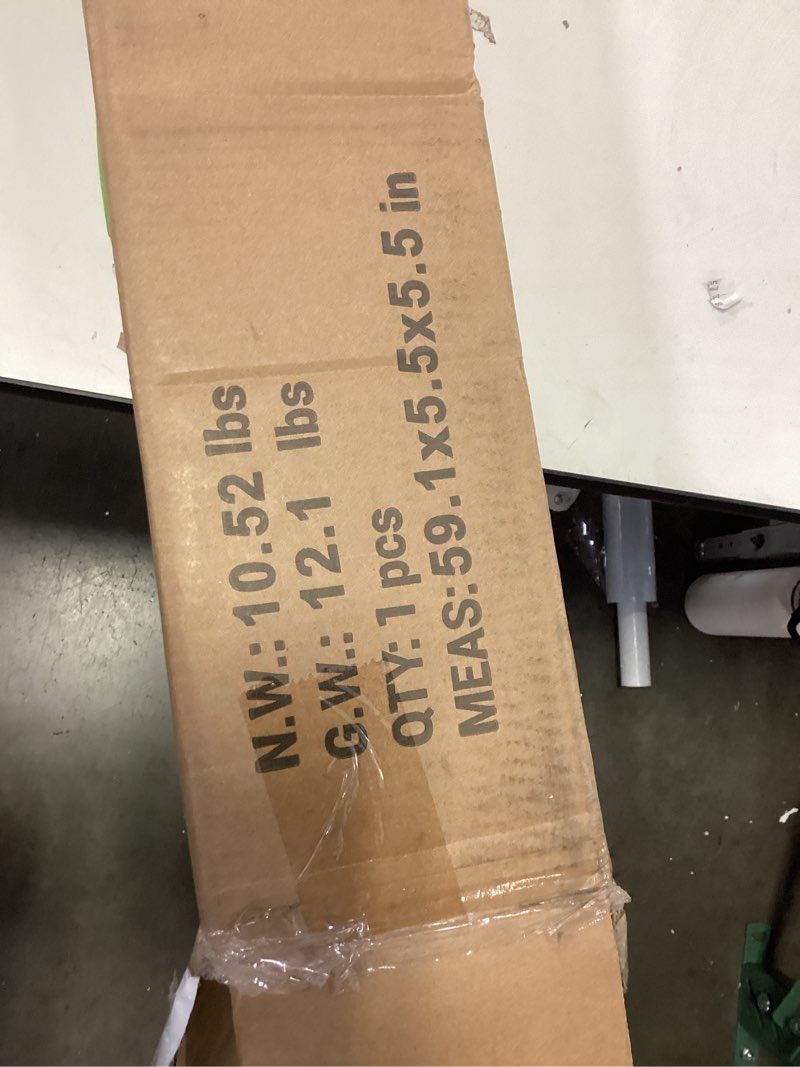 N.W.: 10.52 lbs
G.W.: 12.1 lbs
QTY: 1 pcs
MEAS:59.1x5.5x5.5 in